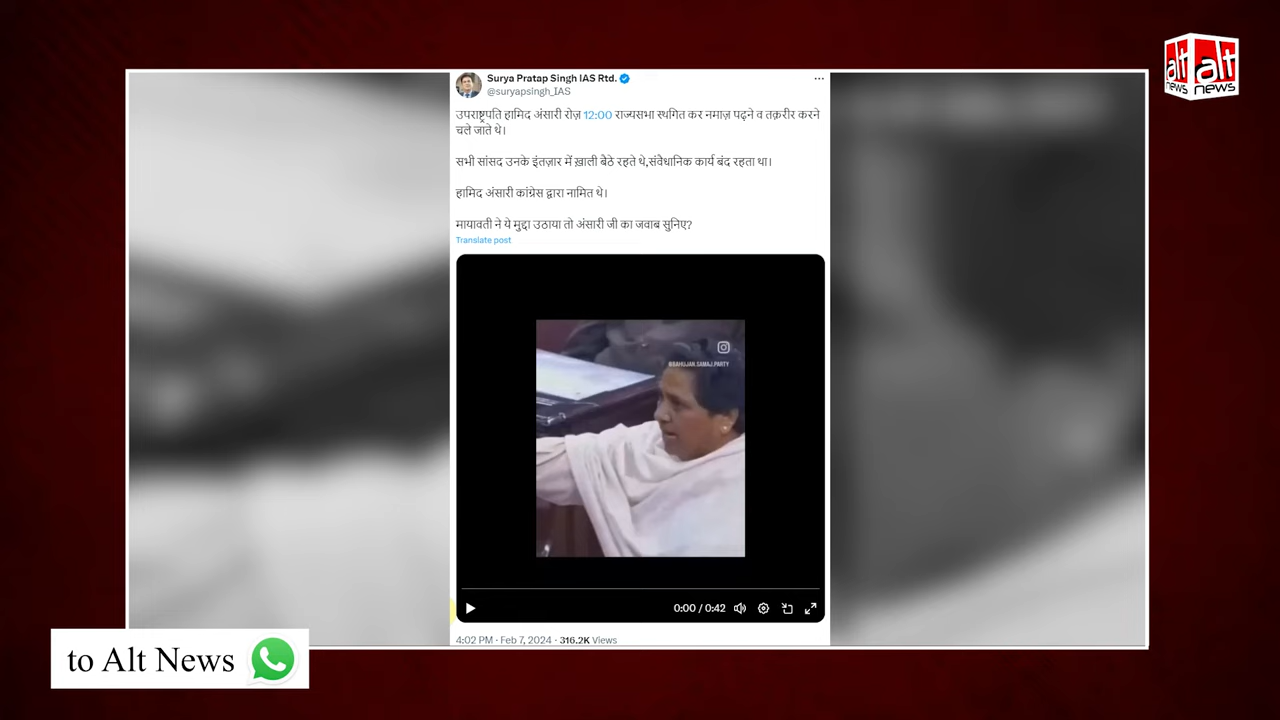 Surya Pratap Singh IAS Rtd.
@suryapsingh_IAS
उपराष्ट्रपति हामिद अंसारी रोज़ 12:00 राज्यसभा स्थगित कर नमाज़ पढ़ने व तक़रीर करने
चले जाते थे।
सभी सांसद उनके इंतज़ार में ख़ाली बैठे रहते थे,संवैधानिक कार्य बंद रहता था।
हामिद अंसारी कांग्रेस द्वारा नामित थे।
मायावती ने ये मुद्दा उठाया तो अंसारी जी का जवाब सुनिए?
Translate post
@BAHUJAN.SAMAJ.PARTY
0:00 / 0:42
4:02 PM · Feb 7, 2024 · 316.2K Views
to Alt News
alt alt
news news